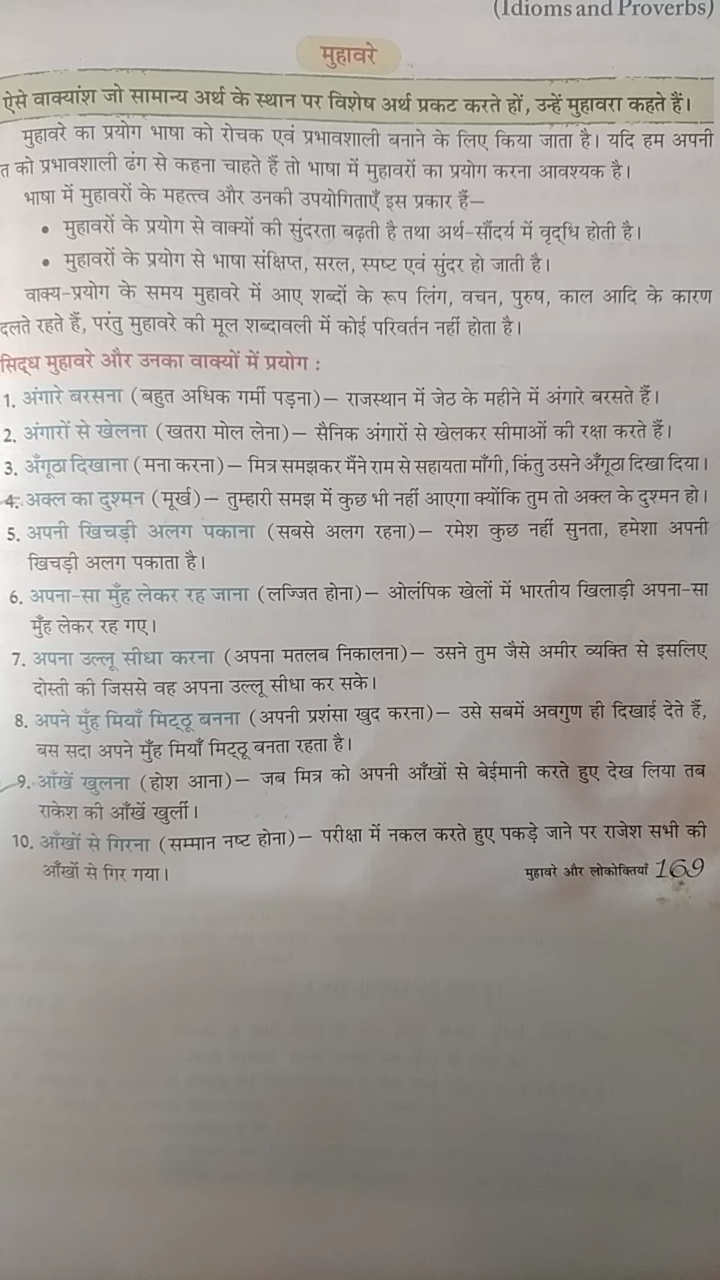 (Idioms and Proverbs)
मुहावरे
ऐसे वाक्यांश जो सामान्य अर्थ के स्थान पर विशेष अर्थ प्रकट करते हों, उन्हें मुहावरा कहते हैं।
मुहावरे का प्रयोग भाषा को रोचक एवं प्रभावशाली बनाने के लिए किया जाता है। यदि हम अपनी
त को प्रभावशाली ढंग से कहना चाहते हैं तो भाषा में मुहावरों का प्रयोग करना आवश्यक है।
भाषा में मुहावरों के महत्त्व और उनकी उपयोगिताएँ इस प्रकार हैं—
• मुहावरों के प्रयोग से वाक्यों की सुंदरता बढ़ती है तथा अर्थ-सौंदर्य में वृद्धि होती है।
• मुहावरों के प्रयोग से भाषा संक्षिप्त, सरल, स्पष्ट एवं सुंदर हो जाती है।
वाक्य-प्रयोग के समय मुहावरे में आए शब्दों के रूप लिंग, वचन, पुरुष, काल आदि के कारण
दलते रहते हैं, परंतु मुहावरे की मूल शब्दावली में कोई परिवर्तन नहीं होता है।
सिद्ध मुहावरे और उनका वाक्यों में प्रयोग :
1. अंगारे बरसना (बहुत अधिक गर्मी पड़ना)— राजस्थान में जेठ के महीने में अंगारे बरसते हैं।
2. अंगारों से खेलना (खतरा मोल लेना)— सैनिक अंगारों से खेलकर सीमाओं की रक्षा करते हैं।
3. अँगूठा दिखाना (मना करना)— मित्र समझकर मैंने राम से सहायता माँगी, किंतु उसने अँगूठा दिखा दिया।
4. अक्ल का दुश्मन (मूर्ख)— तुम्हारी समझ में कुछ भी नहीं आएगा क्योंकि तुम तो अक्ल के दुश्मन हो।
5. अपनी खिचड़ी अलग पकाना (सबसे अलग रहना)— रमेश कुछ नहीं सुनता, हमेशा अपनी
खिचड़ी अलग पकाता है।
6. अपना-सा मुँह लेकर रह जाना (लज्जित होना)— ओलंपिक खेलों में भारतीय खिलाड़ी अपना-सा
मुँह लेकर रह गए।
7. अपना उल्लू सीधा करना (अपना मतलब निकालना)— उसने तुम जैसे अमीर व्यक्ति से इसलिए
दोस्ती की जिससे वह अपना उल्लू सीधा कर सके।
8. अपने मुँह मियाँ मिट्ठू बनना (अपनी प्रशंसा खुद करना)— उसे सबमें अवगुण ही दिखाई देते हैं,
बस सदा अपने मुँह मियाँ मिट्ठू बनता रहता है।
9. आँखें खुलना (होश आना)— जब मित्र को अपनी आँखों से बेईमानी करते हुए देख लिया तब
राकेश की आँखें खुलीं।
10. आँखों से गिरना (सम्मान नष्ट होना)— परीक्षा में नकल करते हुए पकड़े जाने पर राजेश सभी की
आँखों से गिर गया।
मुहावरे और लोकोक्तियाँ 169